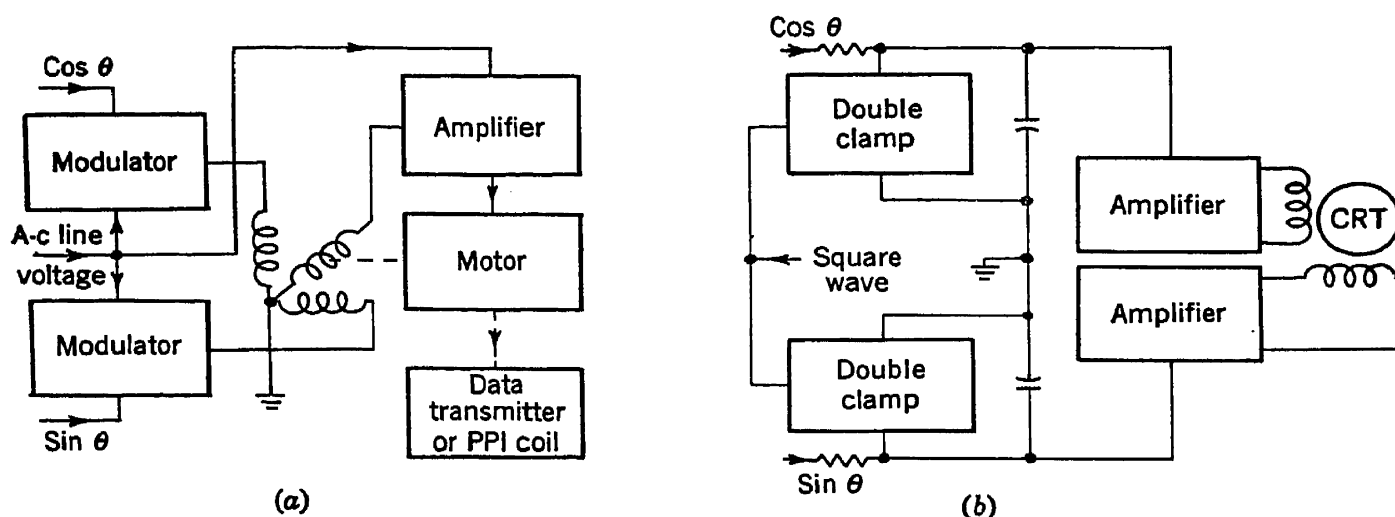 Cos θ
Modulator
A-c line
voltage
Modulator
Sin θ
Amplifier
Motor
Data
transmitter
or PPI coil
(a)
Cos θ
Double
clamp
Square
wave
Double
clamp
Sin θ
Amplifier
CRT
Amplifier
(b)